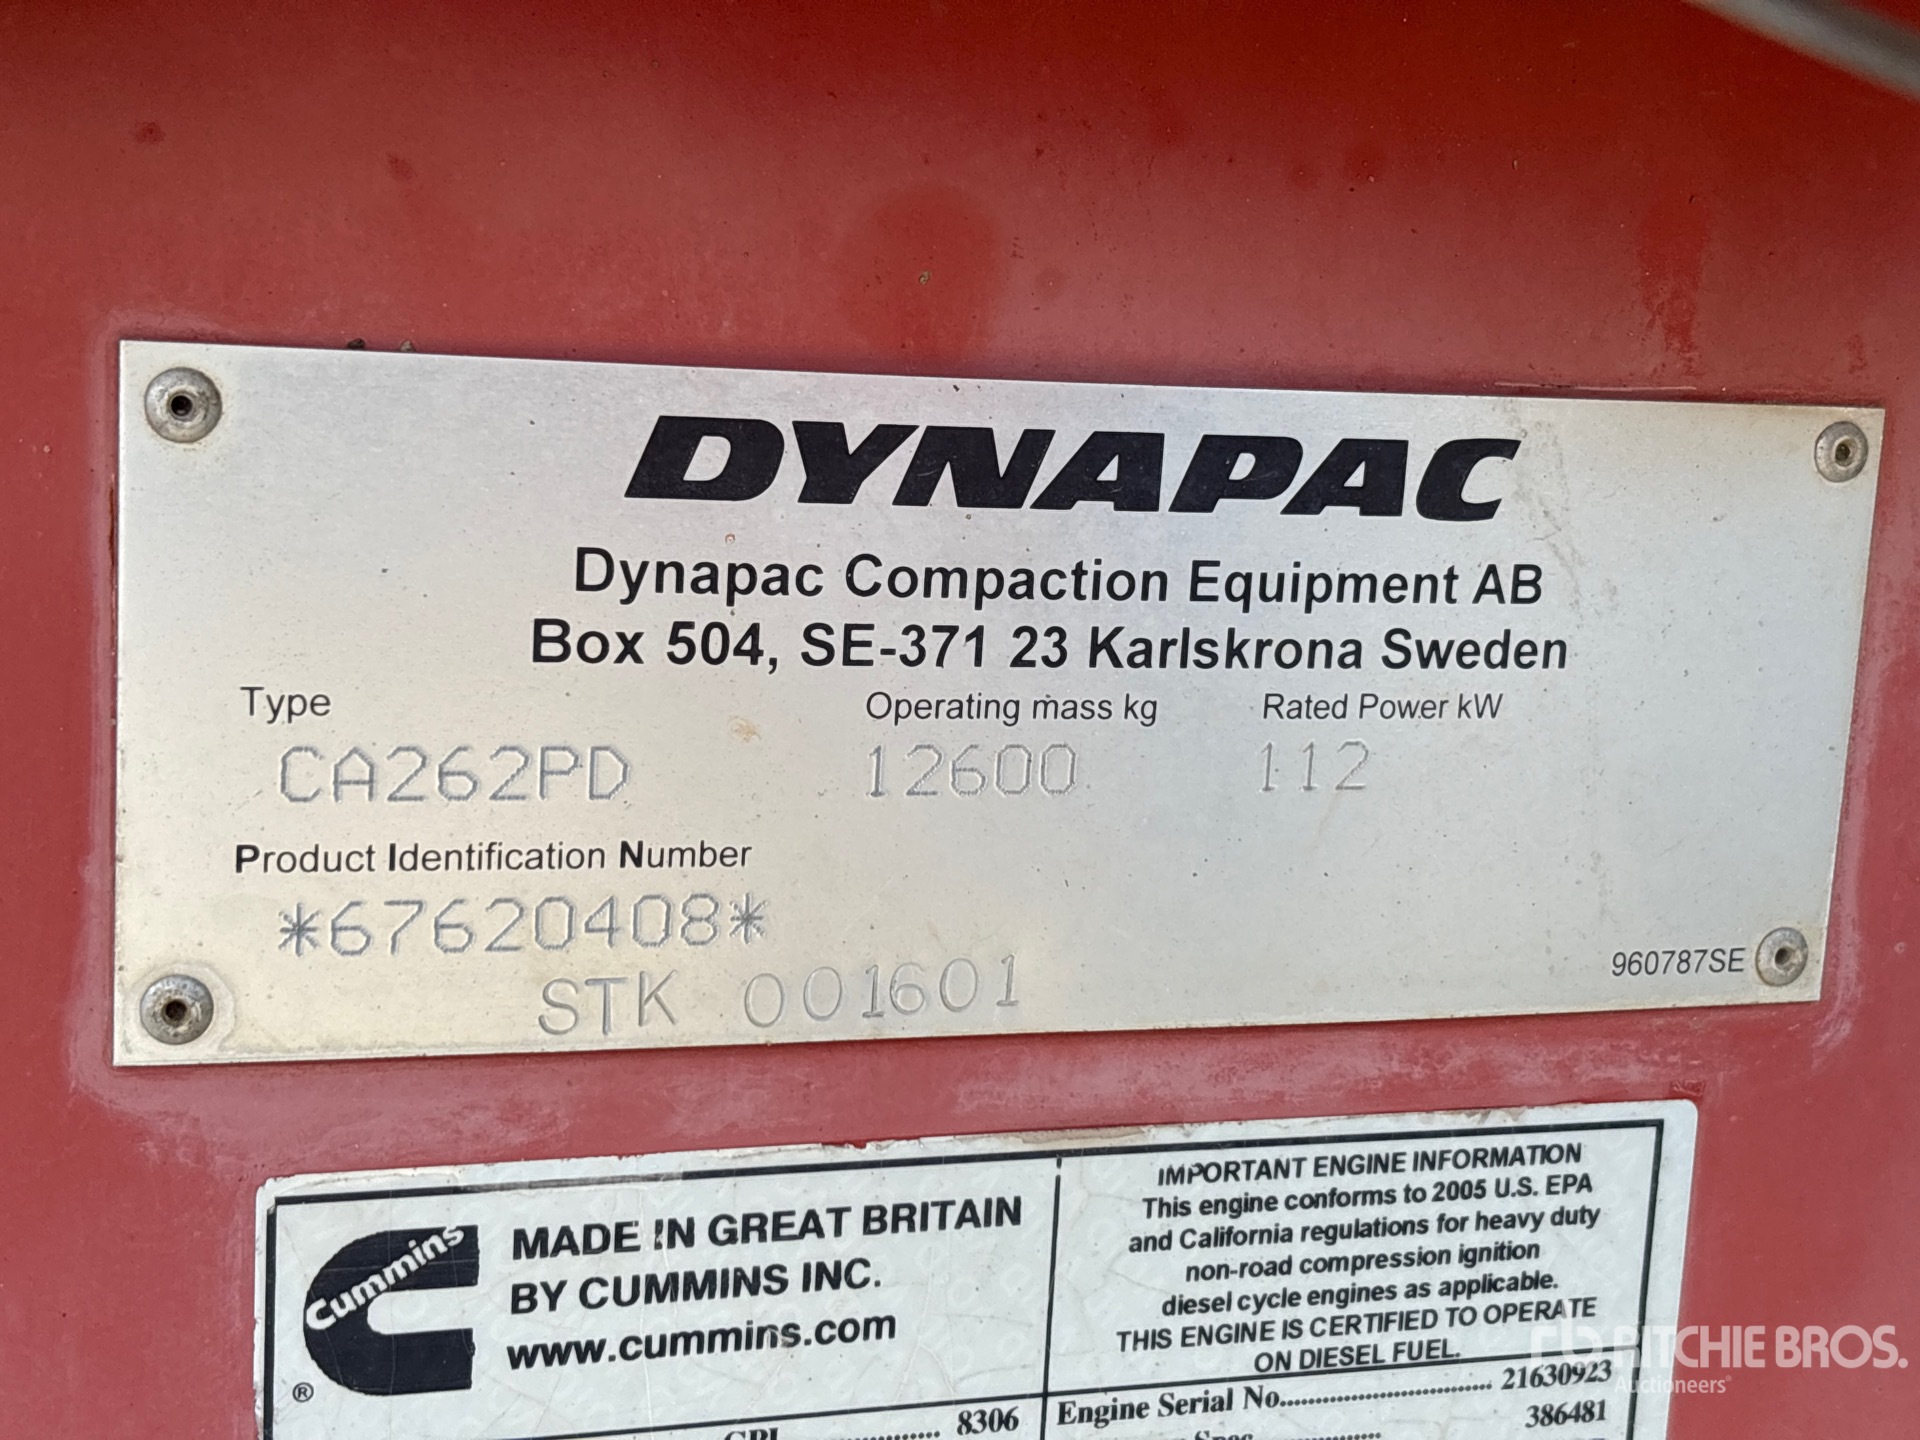 DYNAPAC
Dynapac Compaction Equipment AB
Box 504, SE-371 23 Karlskrona Sweden
Type Operating mass kg Rated Power kW
CA262PD 12600 112
Product Identification Number
*67620408*
960787SE
STK 001601
Cummins
®
MADE IN GREAT BRITAIN
BY CUMMINS INC.
www.cummins.com
IMPORTANT ENGINE INFORMATION
This engine conforms to 2005 U.S. EPA
and California regulations for heavy duty
non-road compression ignition
diesel cycle engines as applicable.
THIS ENGINE IS CERTIFIED TO OPERATE
ON DIESEL FUEL.
CPL 8306
Engine Serial No. 21630923
386481
rb RITCHIE BROS.
Auctioneers